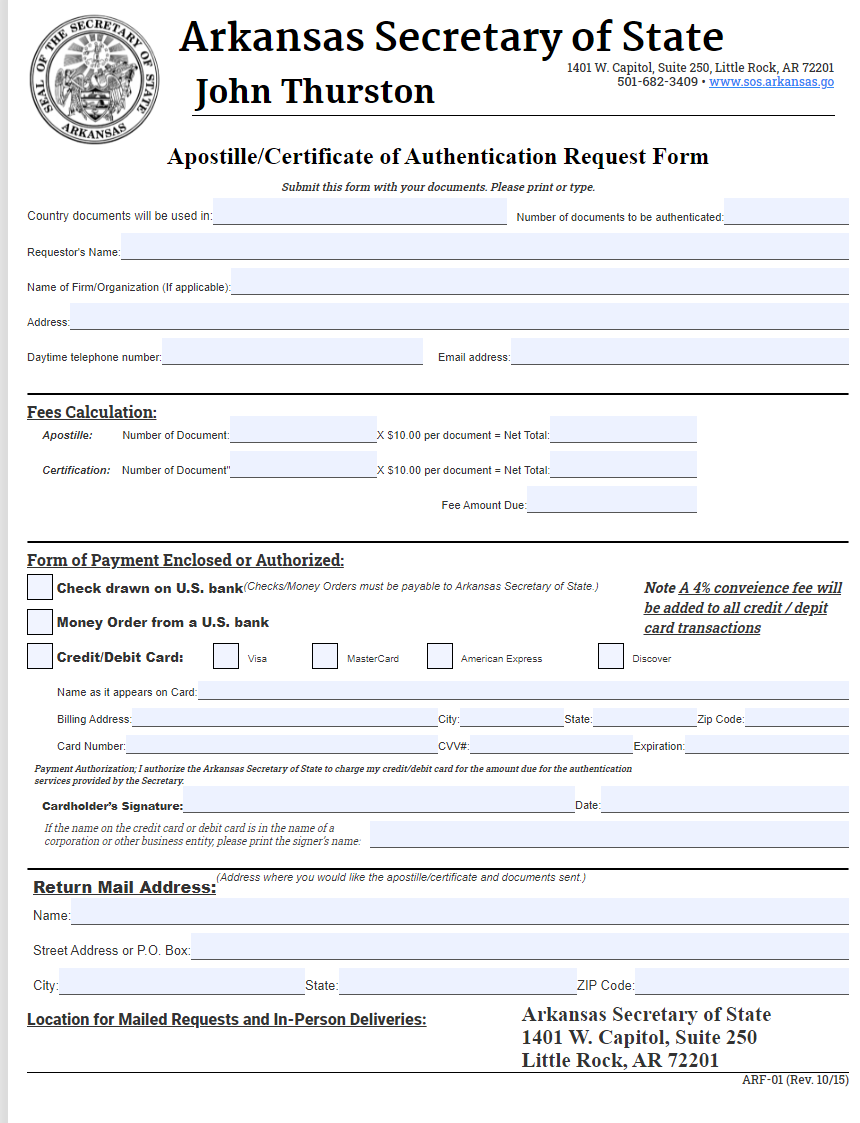 SEAL OF THE SECRETARY OF STATE
ARKANSAS
Arkansas Secretary of State
John Thurston
1401 W. Capitol, Suite 250, Little Rock, AR 72201
501-682-3409 • www.sos.arkansas.go
Apostille/Certificate of Authentication Request Form
Submit this form with your documents. Please print or type.
Country documents will be used in: Number of documents to be authenticated:
Requestor's Name:
Name of Firm/Organization (If applicable):
Address:
Daytime telephone number: Email address:
Fees Calculation:
Apostille: Number of Document: X $10.00 per document = Net Total:
Certification: Number of Document" X $10.00 per document = Net Total:
Fee Amount Due:
Form of Payment Enclosed or Authorized:
Check drawn on U.S. bank (Checks/Money Orders must be payable to Arkansas Secretary of State.)
Money Order from a U.S. bank
Note A 4% conveience fee will
be added to all credit / depit
card transactions
Credit/Debit Card: Visa MasterCard American Express Discover
Name as it appears on Card:
Billing Address: City: State: Zip Code:
Card Number: CVV#: Expiration:
Payment Authorization; I authorize the Arkansas Secretary of State to charge my credit/debit card for the amount due for the authentication
services provided by the Secretary.
Cardholder's Signature: Date:
If the name on the credit card or debit card is in the name of a
corporation or other business entity, please print the signer's name:
Return Mail Address: (Address where you would like the apostille/certificate and documents sent.)
Name:
Street Address or P.O. Box:
City: State: ZIP Code:
Location for Mailed Requests and In-Person Deliveries:
Arkansas Secretary of State
1401 W. Capitol, Suite 250
Little Rock, AR 72201
ARF-01 (Rev. 10/15)